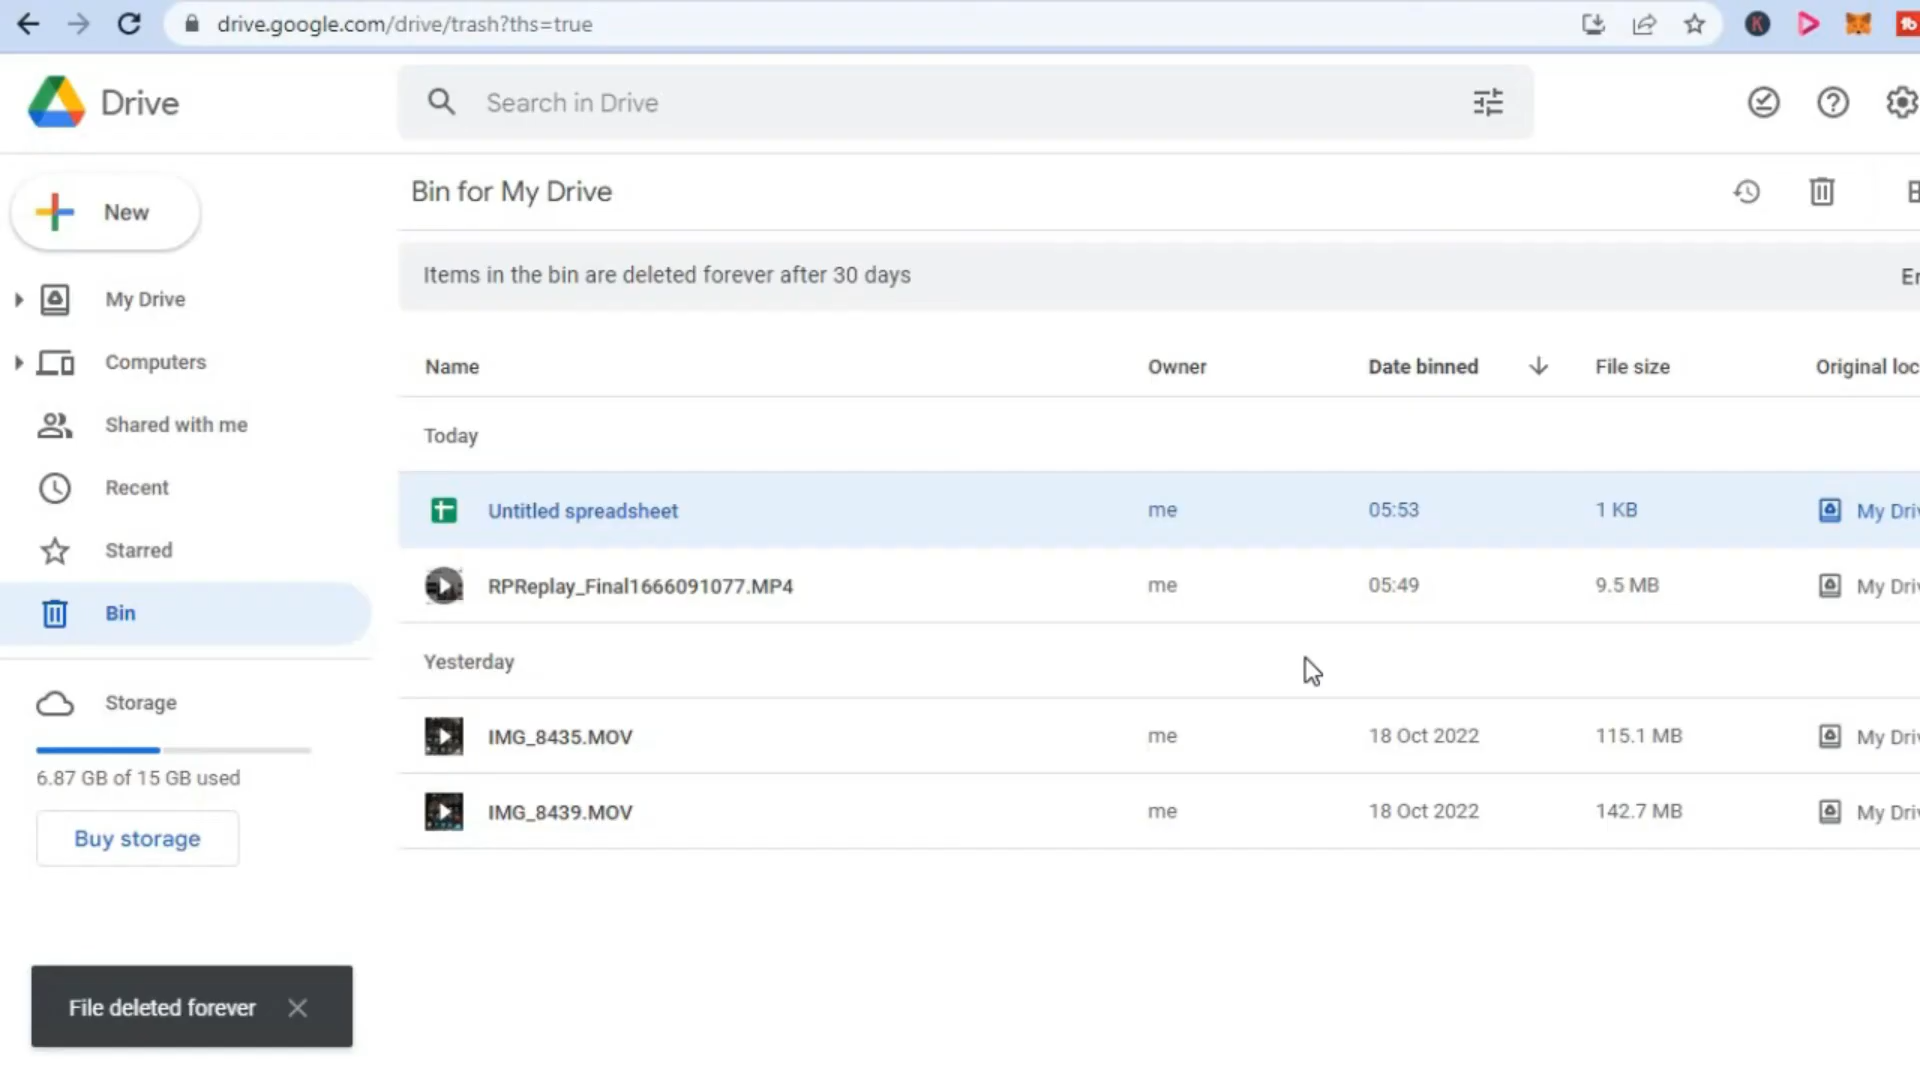 drive.google.com/drive/trash?ths=true
K
Drive
Search in Drive
New
Bin for My Drive
Items in the bin are deleted forever after 30 days
Er
My Drive
Computers
Shared with me
Recent
Starred
Bin
Storage
6.87 GB of 15 GB used
Buy storage
Name Owner Date binned File size Original loc
Today
Untitled spreadsheet me 05:53 1 KB My Driv
RPReplay_Final1666091077.MP4 me 05:49 9.5 MB My Driv
Yesterday
IMG_8435.MOV me 18 Oct 2022 115.1 MB My Driv
IMG_8439.MOV me 18 Oct 2022 142.7 MB My Driv
File deleted forever